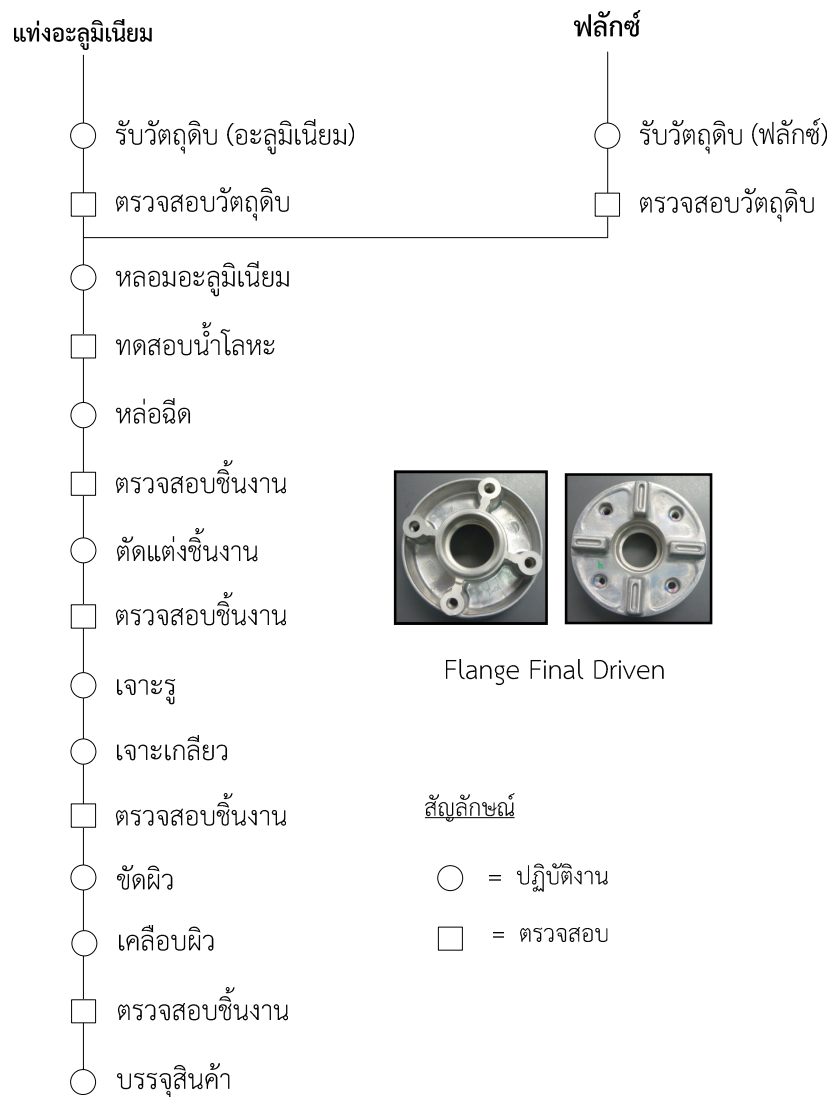 แท่งอะลูมิเนียม
ฟลักซ์
รับวัตถุดิบ (อะลูมิเนียม)
รับวัตถุดิบ (ฟลักซ์)
ตรวจสอบวัตถุดิบ
ตรวจสอบวัตถุดิบ
หลอมอะลูมิเนียม
ทดสอบน้ำโลหะ
หล่อฉีด
ตรวจสอบชิ้นงาน
ตัดแต่งชิ้นงาน
ตรวจสอบชิ้นงาน
เจาะรู
เจาะเกลียว
ตรวจสอบชิ้นงาน
ขัดผิว
เคลือบผิว
ตรวจสอบชิ้นงาน
บรรจุสินค้า
Flange Final Driven
สัญลักษณ์
= ปฏิบัติงาน
= ตรวจสอบ